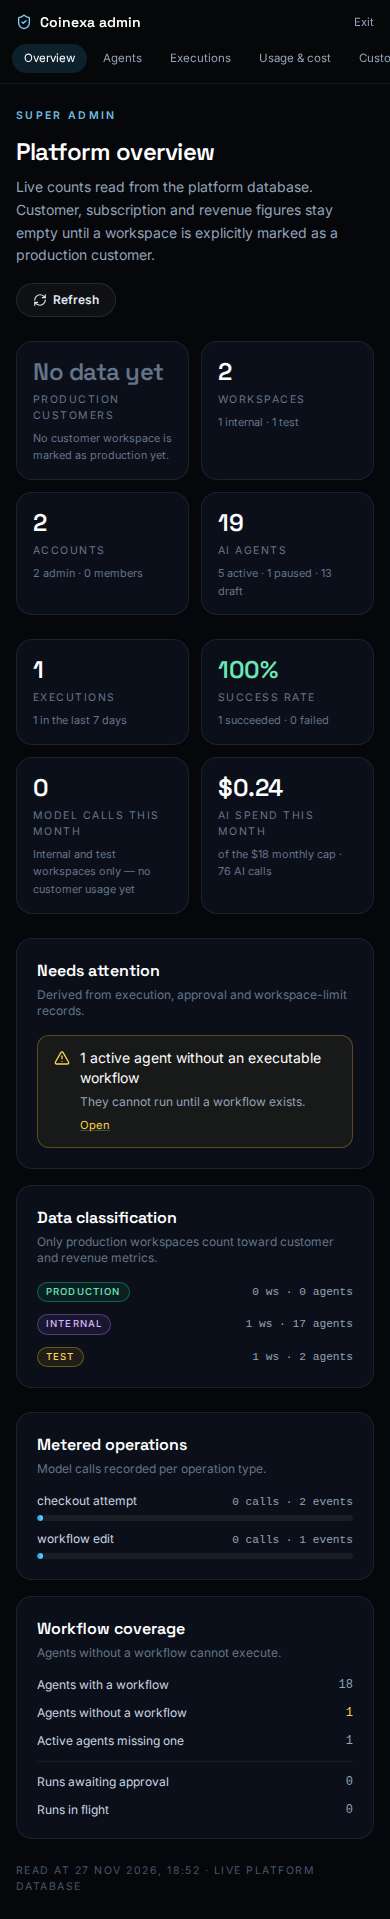 Coinexa admin
Exit
Overview
Agents
Executions
Usage & cost
Custo
SUPER ADMIN
Platform overview
Live counts read from the platform database.
Customer, subscription and revenue figures stay
empty until a workspace is explicitly marked as a
production customer.
Refresh
No data yet
PRODUCTION
CUSTOMERS
No customer workspace is
marked as production yet.
2
WORKSPACES
1 internal · 1 test
2
ACCOUNTS
2 admin · 0 members
19
AI AGENTS
5 active · 1 paused · 13
draft
1
EXECUTIONS
1 in the last 7 days
100%
SUCCESS RATE
1 succeeded · 0 failed
0
MODEL CALLS THIS
MONTH
Internal and test
workspaces only — no
customer usage yet
$0.24
AI SPEND THIS
MONTH
of the $18 monthly cap ·
76 AI calls
Needs attention
Derived from execution, approval and workspace-limit
records.
1 active agent without an executable
workflow
They cannot run until a workflow exists.
Open
Data classification
Only production workspaces count toward customer
and revenue metrics.
PRODUCTION
0 ws · 0 agents
INTERNAL
1 ws · 17 agents
TEST
1 ws · 2 agents
Metered operations
Model calls recorded per operation type.
checkout attempt
0 calls · 2 events
workflow edit
0 calls · 1 events
Workflow coverage
Agents without a workflow cannot execute.
Agents with a workflow
18
Agents without a workflow
1
Active agents missing one
1
Runs awaiting approval
0
Runs in flight
0
READ AT 27 NOV 2026, 18:52 · LIVE PLATFORM
DATABASE